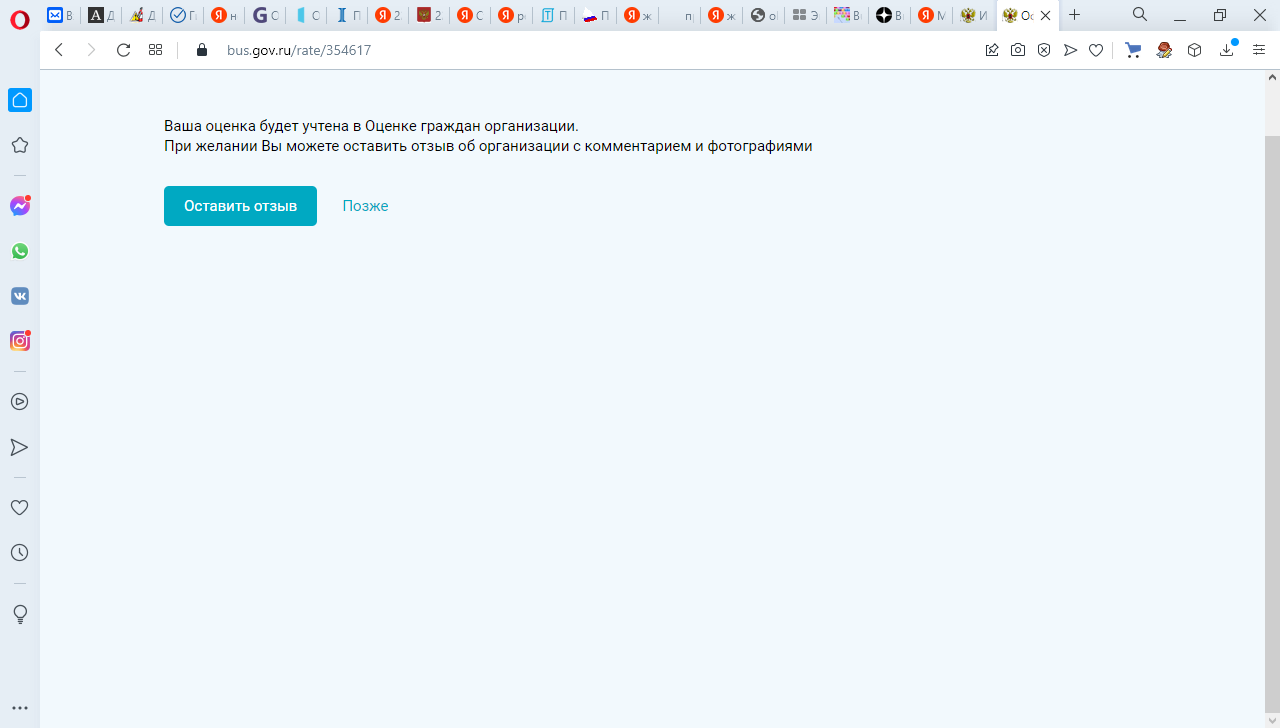 bus.gov.ru/rate/354617
Ваша оценка будет учтена в Оценке граждан организации.
При желании Вы можете оставить отзыв об организации с комментарием и фотографиями
Оставить отзыв
Позже